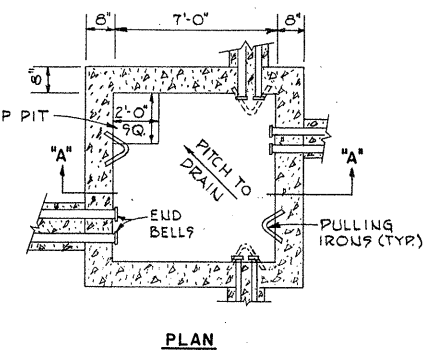 8" 7'-0" 8"
8"
P PIT
2'-0"
SQ.
PITCH TO
DRAIN
"A" "A"
END
BELLS
PULLING
IRONS (TYP.)
PLAN